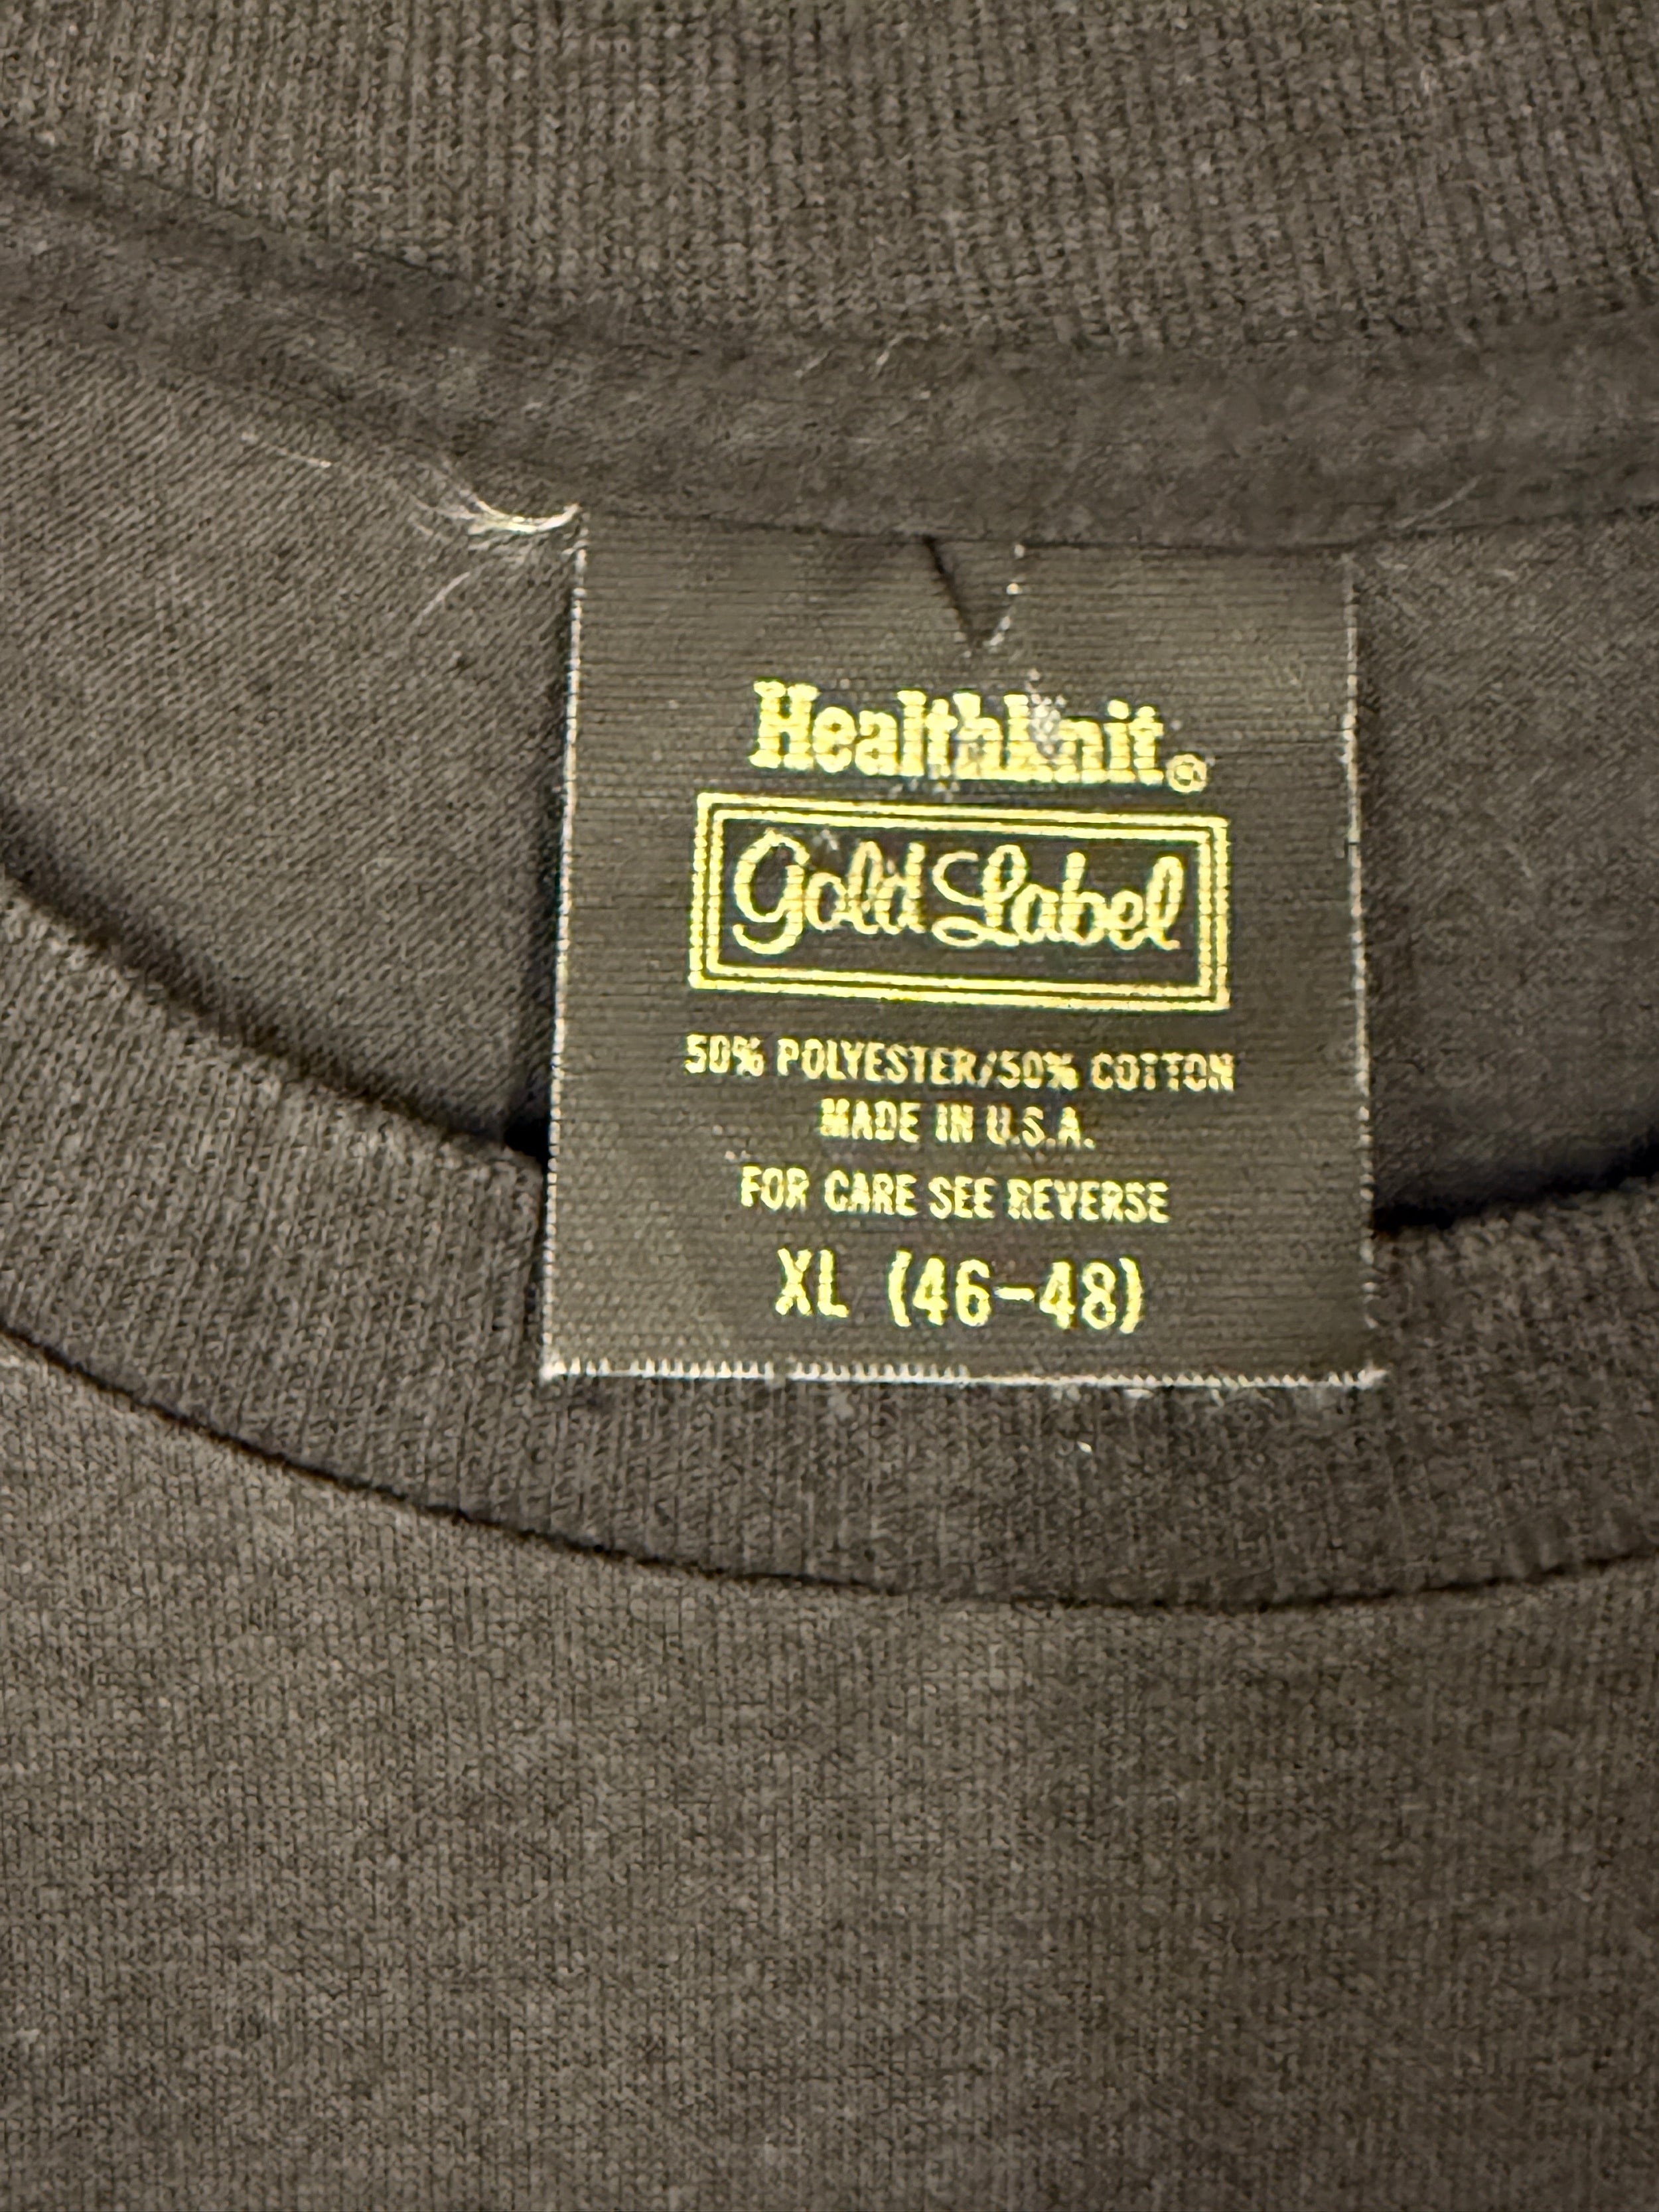 HealthKnit®
Gold Label
50% POLYESTER/50% COTTON
MADE IN U.S.A.
FOR CARE SEE REVERSE
XL (46-48)